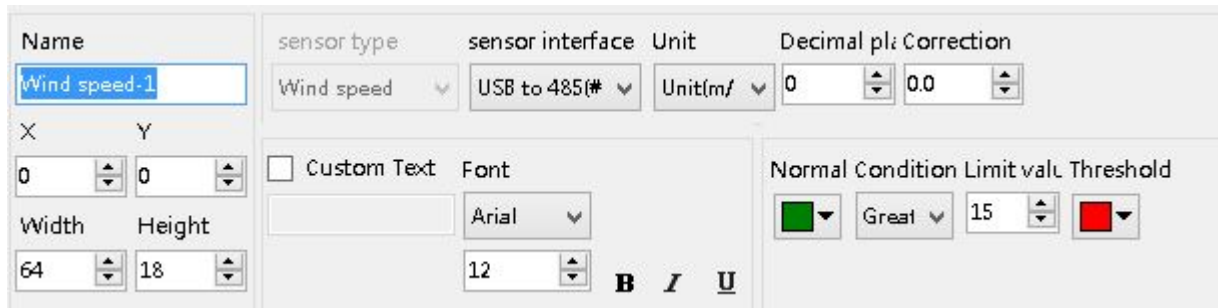 Name
Wind speed-1
X Y
0 0
Width Height
64 18
sensor type sensor interface Unit Decimal pla Correction
Wind speed USB to 485(# Unit(m/ 0 0.0
Custom Text Font
Arial
12 B I U
Normal Condition Limit valu Threshold
Great 15